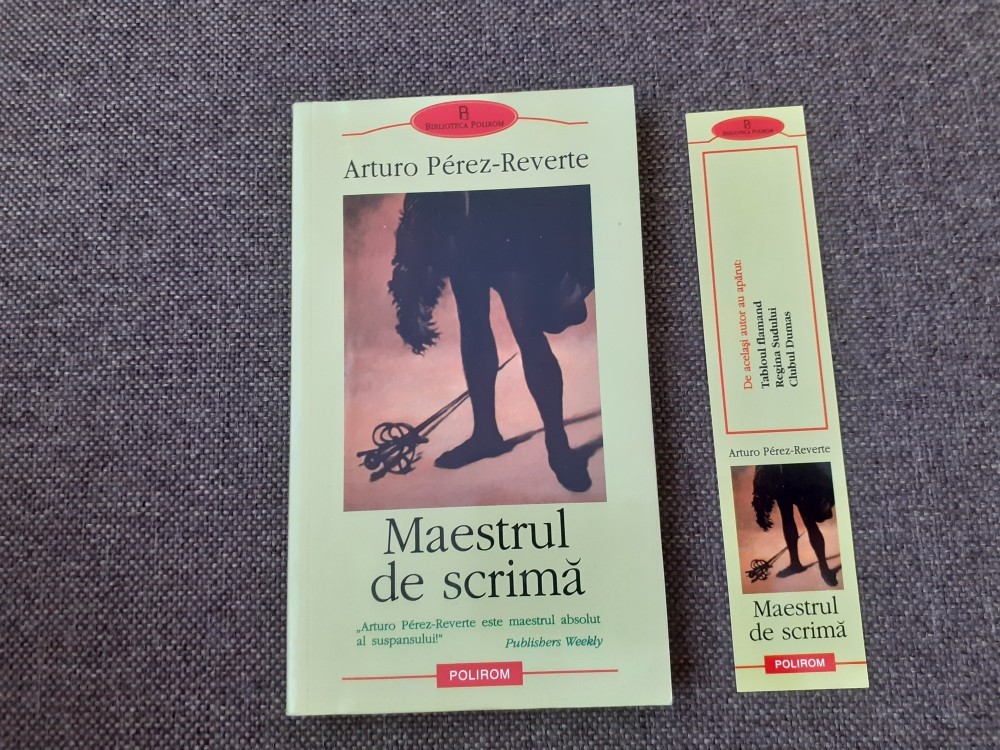 BIBLIOTECA POLIROM
Arturo Pérez-Reverte
Maestrul
de scrimă
„Arturo Pérez-Reverte este maestrul absolut
al suspansului!"
Publishers Weekly
POLIROM
BIBLIOTECA POLIROM
De același autor au apărut:
Tabloul flamand
Regina Sudului
Clubul Dumas
Arturo Pérez-Reverte
Maestrul
de scrimă
POLIROM